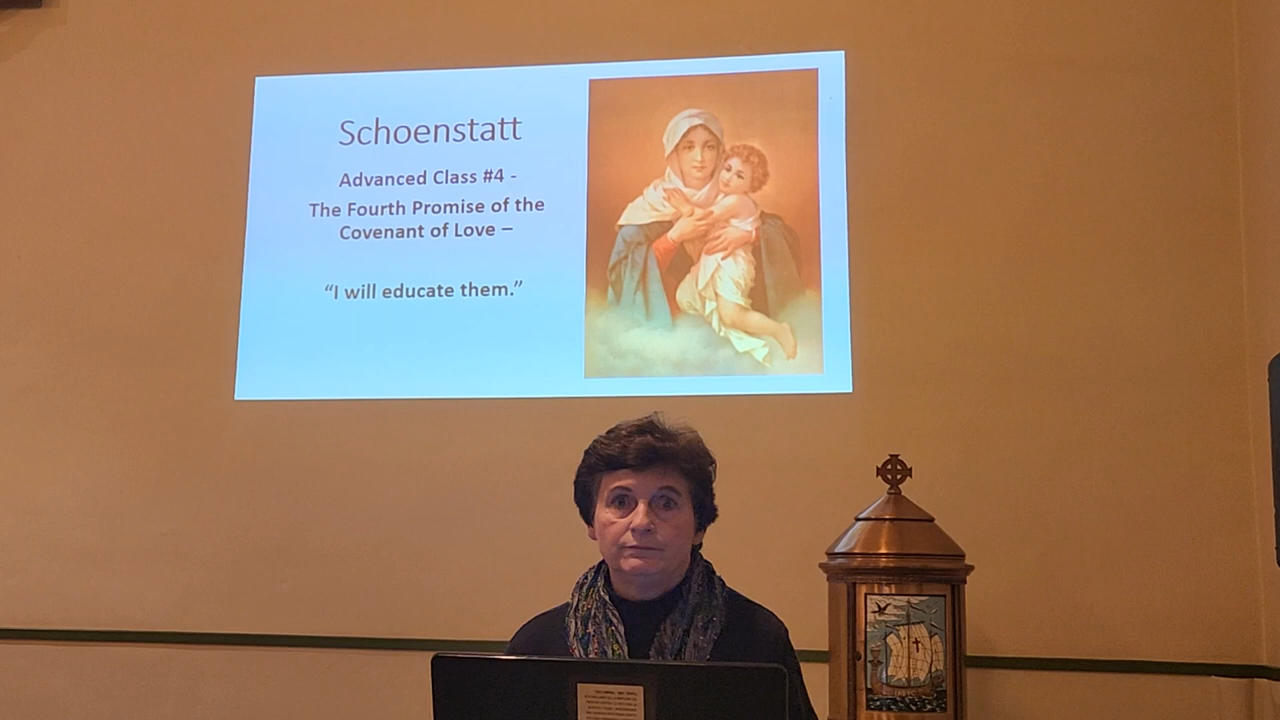 Schoenstatt
Advanced Class #4 -
The Fourth Promise of the
Covenant of Love –
“I will educate them.”